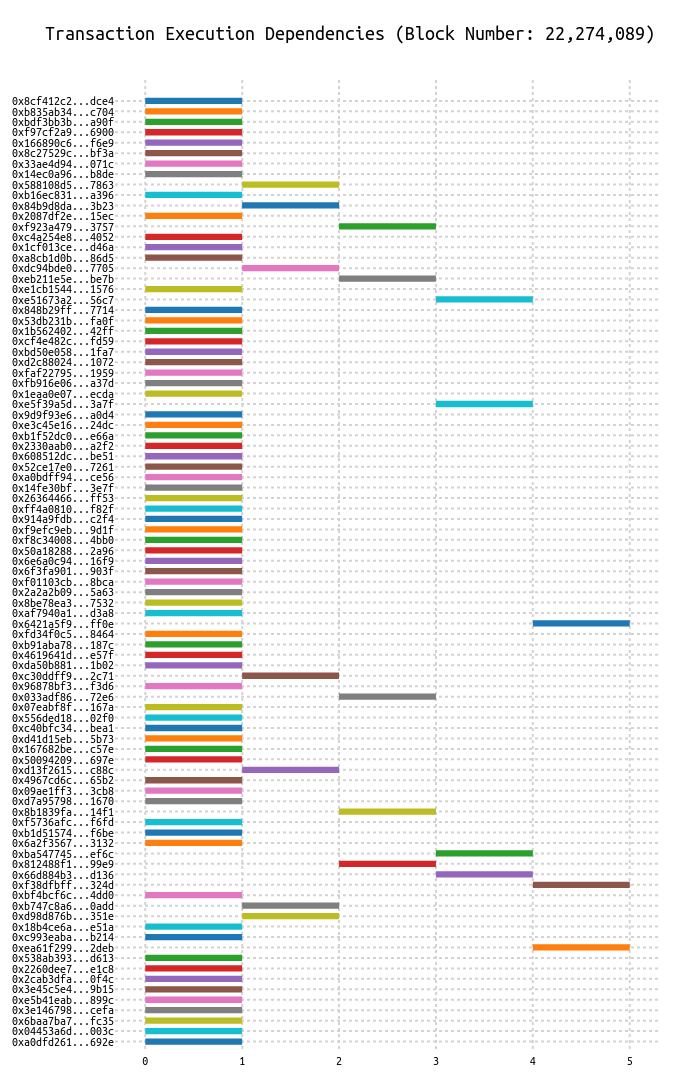 Transaction Execution Dependencies (Block Number: 22,274,089)
0x8cf412c2...dce4
0xb835ab34...c704
0xbdf3bb3b...a90f
0xf97cf2a9...6900
0x166890c6...f6e9
0x8c27529c...bf3a
0x33ae4d94...071c
0x14ec0a96...b8de
0x588108d5...7863
0xb16ec831...a396
0x84b9d8da...3b23
0x2087df2e...15ec
0xf923a479...3757
0xc4a254e8...4052
0x1cf013ce...d46a
0xa8cb1d0b...86d5
0xdc94bde0...7705
0xeb211e5e...be7b
0xe1cb1544...1576
0xe51673a2...56c7
0x848b29ff...7714
0x53db231b...fa0f
0x1b562402...42ff
0xcf4e482c...fd59
0xbd50e058...1fa7
0xd2c88024...1072
0xfaf22795...1959
0xfb916e06...a37d
0x1eaa0e07...ecda
0xe5f39a5d...3a7f
0x9d9f93e6...a0d4
0xe3c45e16...24dc
0xb1f52dc0...e66a
0x2330aab0...a2f2
0x608512dc...be51
0x52ce17e0...7261
0xa0bdff94...ce56
0x14fe30bf...3e7f
0x26364466...ff53
0xff4a0810...f82f
0x914a9fdb...c2f4
0xf9efc9eb...9d1f
0xf8c34008...4bb0
0x50a18288...2a96
0x6e6a0c94...16f9
0x6f3fa901...903f
0xf01103cb...8bca
0x2a2a2b09...5a63
0x8be78ea3...7532
0xaf7940a1...d3a8
0x6421a5f9...ff0e
0xfd34f0c5...8464
0xb91aba78...187c
0x4619641d...e57f
0xda50b881...1b02
0xc30ddff9...2c71
0x96878bf3...f3d6
0x033adf86...72e6
0x07eabf8f...167a
0x556ded18...02f0
0xc40bfc34...bea1
0xd41d15eb...5b73
0x167682be...c57e
0x50094209...697e
0xd13f2615...c88c
0x4967cd6c...65b2
0x09ae1ff3...3cb8
0xd7a95798...1670
0x8b1839fa...14f1
0xf5736afc...f6fd
0xb1d51574...f6be
0x6a2f3567...3132
0xba547745...ef6c
0x812488f1...99e9
0x66d884b3...d136
0xf38dfbff...324d
0xbf4bcf6c...4dd0
0xb747c8a6...0add
0xd98d876b...351e
0x18b4ce6a...e51a
0xc993eaba...b214
0xea61f299...2deb
0x538ab393...d613
0x2260dee7...e1c8
0x2cab3dfa...0f4c
0x3e45c5e4...9b15
0xe5b41eab...899c
0x3e146798...cefa
0x6baa7ba7...fc35
0x04453a6d...003c
0xa0dfd261...692e
0 1 2 3 4 5